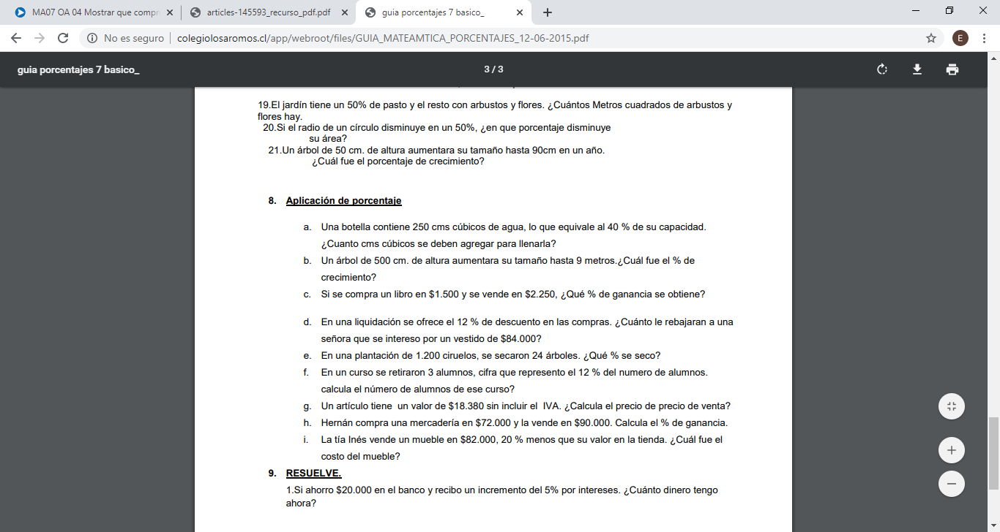 MA07 OA 04 Mostrar que compr
articles-145593_recurso_pdf.pdf
guia porcentajes 7 basico_
No es seguro
colegiolosaromos.cl/app/webroot/files/GUIA_MATEAMTICA_PORCENTAJES_12-06-2015.pdf
E
guia porcentajes 7 basico_
3 / 3
19.El jardín tiene un 50% de pasto y el resto con arbustos y flores. ¿Cuántos Metros cuadrados de arbustos y
flores hay.
20.Si el radio de un círculo disminuye en un 50%, ¿en que porcentaje disminuye
su área?
21.Un árbol de 50 cm. de altura aumentara su tamaño hasta 90cm en un año.
¿Cuál fue el porcentaje de crecimiento?
8. Aplicación de porcentaje
a. Una botella contiene 250 cms cúbicos de agua, lo que equivale al 40 % de su capacidad.
¿Cuanto cms cúbicos se deben agregar para llenarla?
b. Un árbol de 500 cm. de altura aumentara su tamaño hasta 9 metros.¿Cuál fue el % de
crecimiento?
c. Si se compra un libro en $1.500 y se vende en $2.250, ¿Qué % de ganancia se obtiene?
d. En una liquidación se ofrece el 12 % de descuento en las compras. ¿Cuánto le rebajaran a una
señora que se intereso por un vestido de $84.000?
e. En una plantación de 1.200 ciruelos, se secaron 24 árboles. ¿Qué % se seco?
f. En un curso se retiraron 3 alumnos, cifra que represento el 12 % del numero de alumnos.
calcula el número de alumnos de ese curso?
g. Un artículo tiene un valor de $18.380 sin incluir el IVA. ¿Calcula el precio de precio de venta?
h. Hernán compra una mercadería en $72.000 y la vende en $90.000. Calcula el % de ganancia.
i. La tía Inés vende un mueble en $82.000, 20 % menos que su valor en la tienda. ¿Cuál fue el
costo del mueble?
9. RESUELVE.
1.Si ahorro $20.000 en el banco y recibo un incremento del 5% por intereses. ¿Cuánto dinero tengo
ahora?